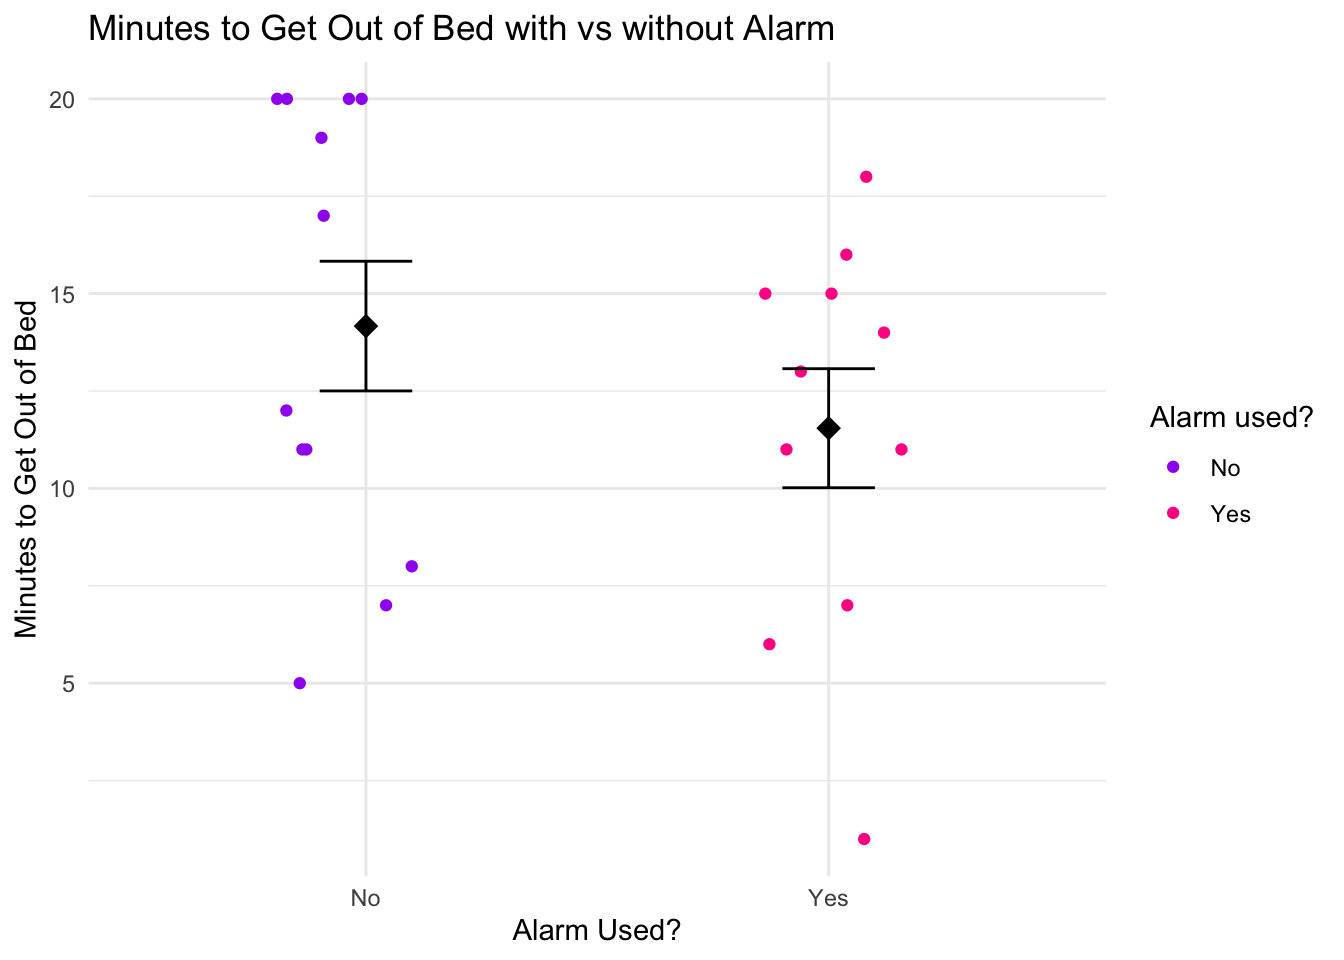 Minutes to Get Out of Bed with vs without Alarm
Minutes to Get Out of Bed
20
15
10
5
No
Yes
Alarm Used?
Alarm used?
No
Yes